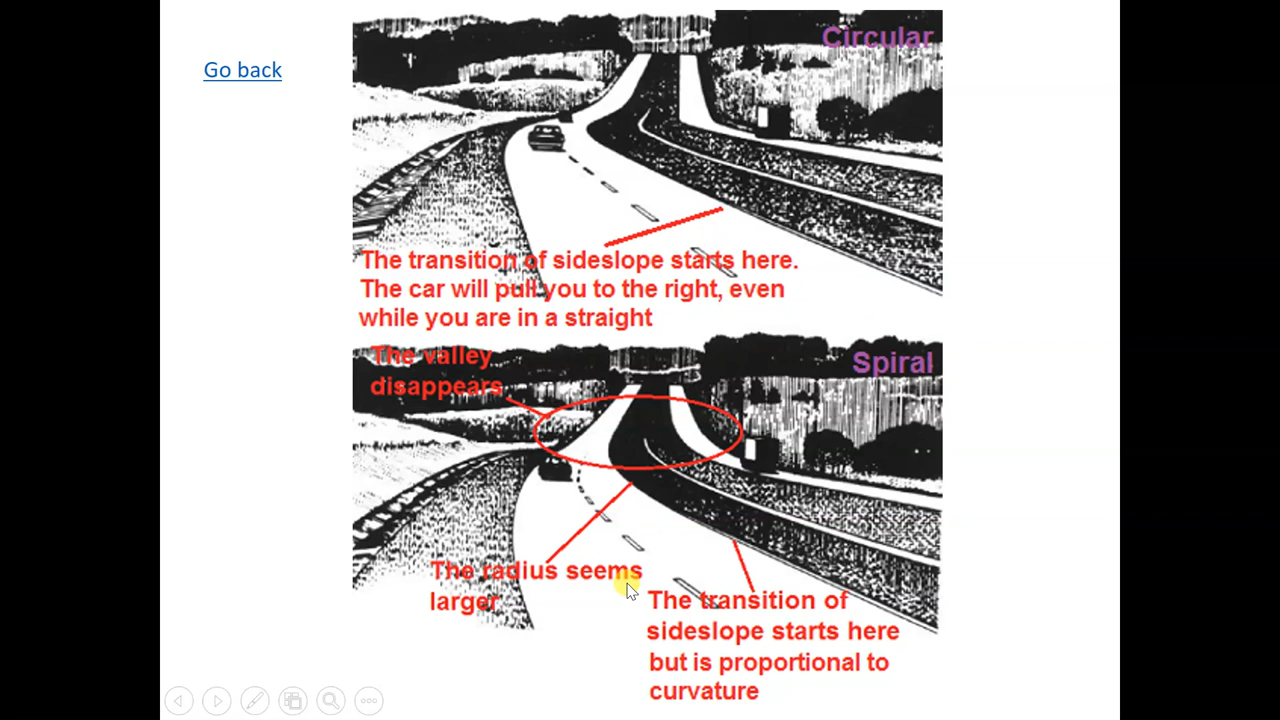 Go back
Circular
The transition of sideslope starts here.
The car will pull you to the right, even
while you are in a straight
The valley
disappears
Spiral
The radius seems
larger
The transition of
sideslope starts here
but is proportional to
curvature